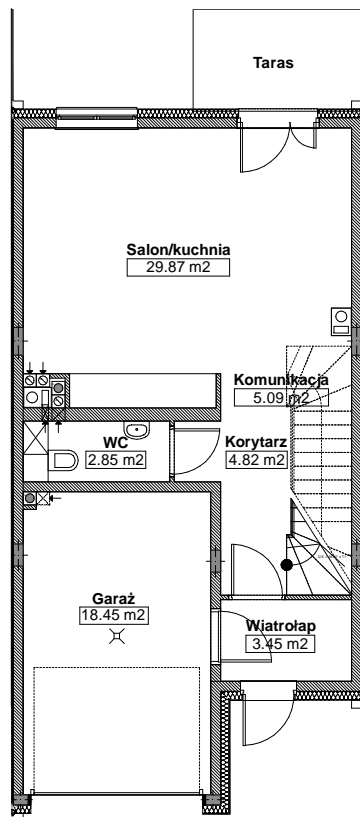 Taras
Salon/kuchnia
29.87 m2
Komunikacja
5.09 m2
WC
2.85 m2
Korytarz
4.82 m2
Garaż
18.45 m2
Wiatrołap
3.45 m2